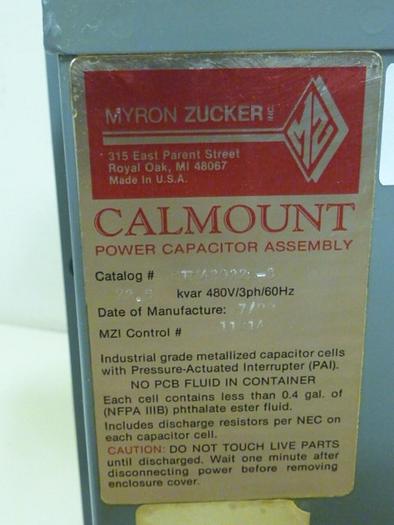 MYRON ZUCKER INC.
MZ
315 East Parent Street
Royal Oak, MI 48067
Made in U.S.A.
CALMOUNT
POWER CAPACITOR ASSEMBLY
Catalog #
22.5 kvar 480V/3ph/60Hz
Date of Manufacture:
MZI Control #
Industrial grade metallized capacitor cells
with Pressure-Actuated Interrupter (PAI).
NO PCB FLUID IN CONTAINER
Each cell contains less than 0.4 gal. of
(NFPA IIIB) phthalate ester fluid.
Includes discharge resistors per NEC on
each capacitor cell.
CAUTION: DO NOT TOUCH LIVE PARTS
until discharged. Wait one minute after
disconnecting power before removing
enclosure cover.